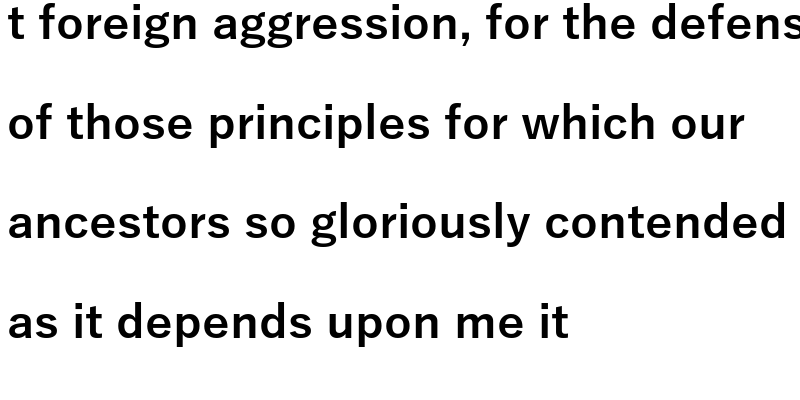 t foreign aggression, for the defens
of those principles for which our
ancestors so gloriously contended
as it depends upon me it